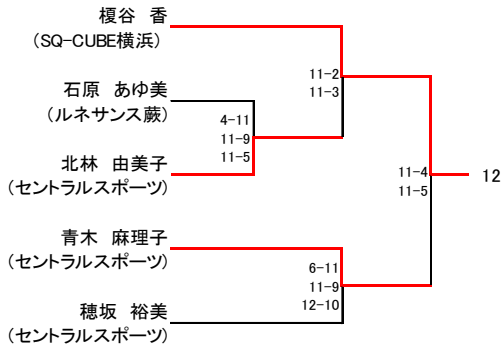 榎谷　香
(SQ-CUBE横浜)
11-2
11-3
石原　あゆ美
(ルネサンス蕨)
4-11
11-9
11-5
北林　由美子
(セントラルスポーツ)
11-4
11-5
12
青木　麻理子
(セントラルスポーツ)
6-11
11-9
12-10
穂坂　裕美
(セントラルスポーツ)